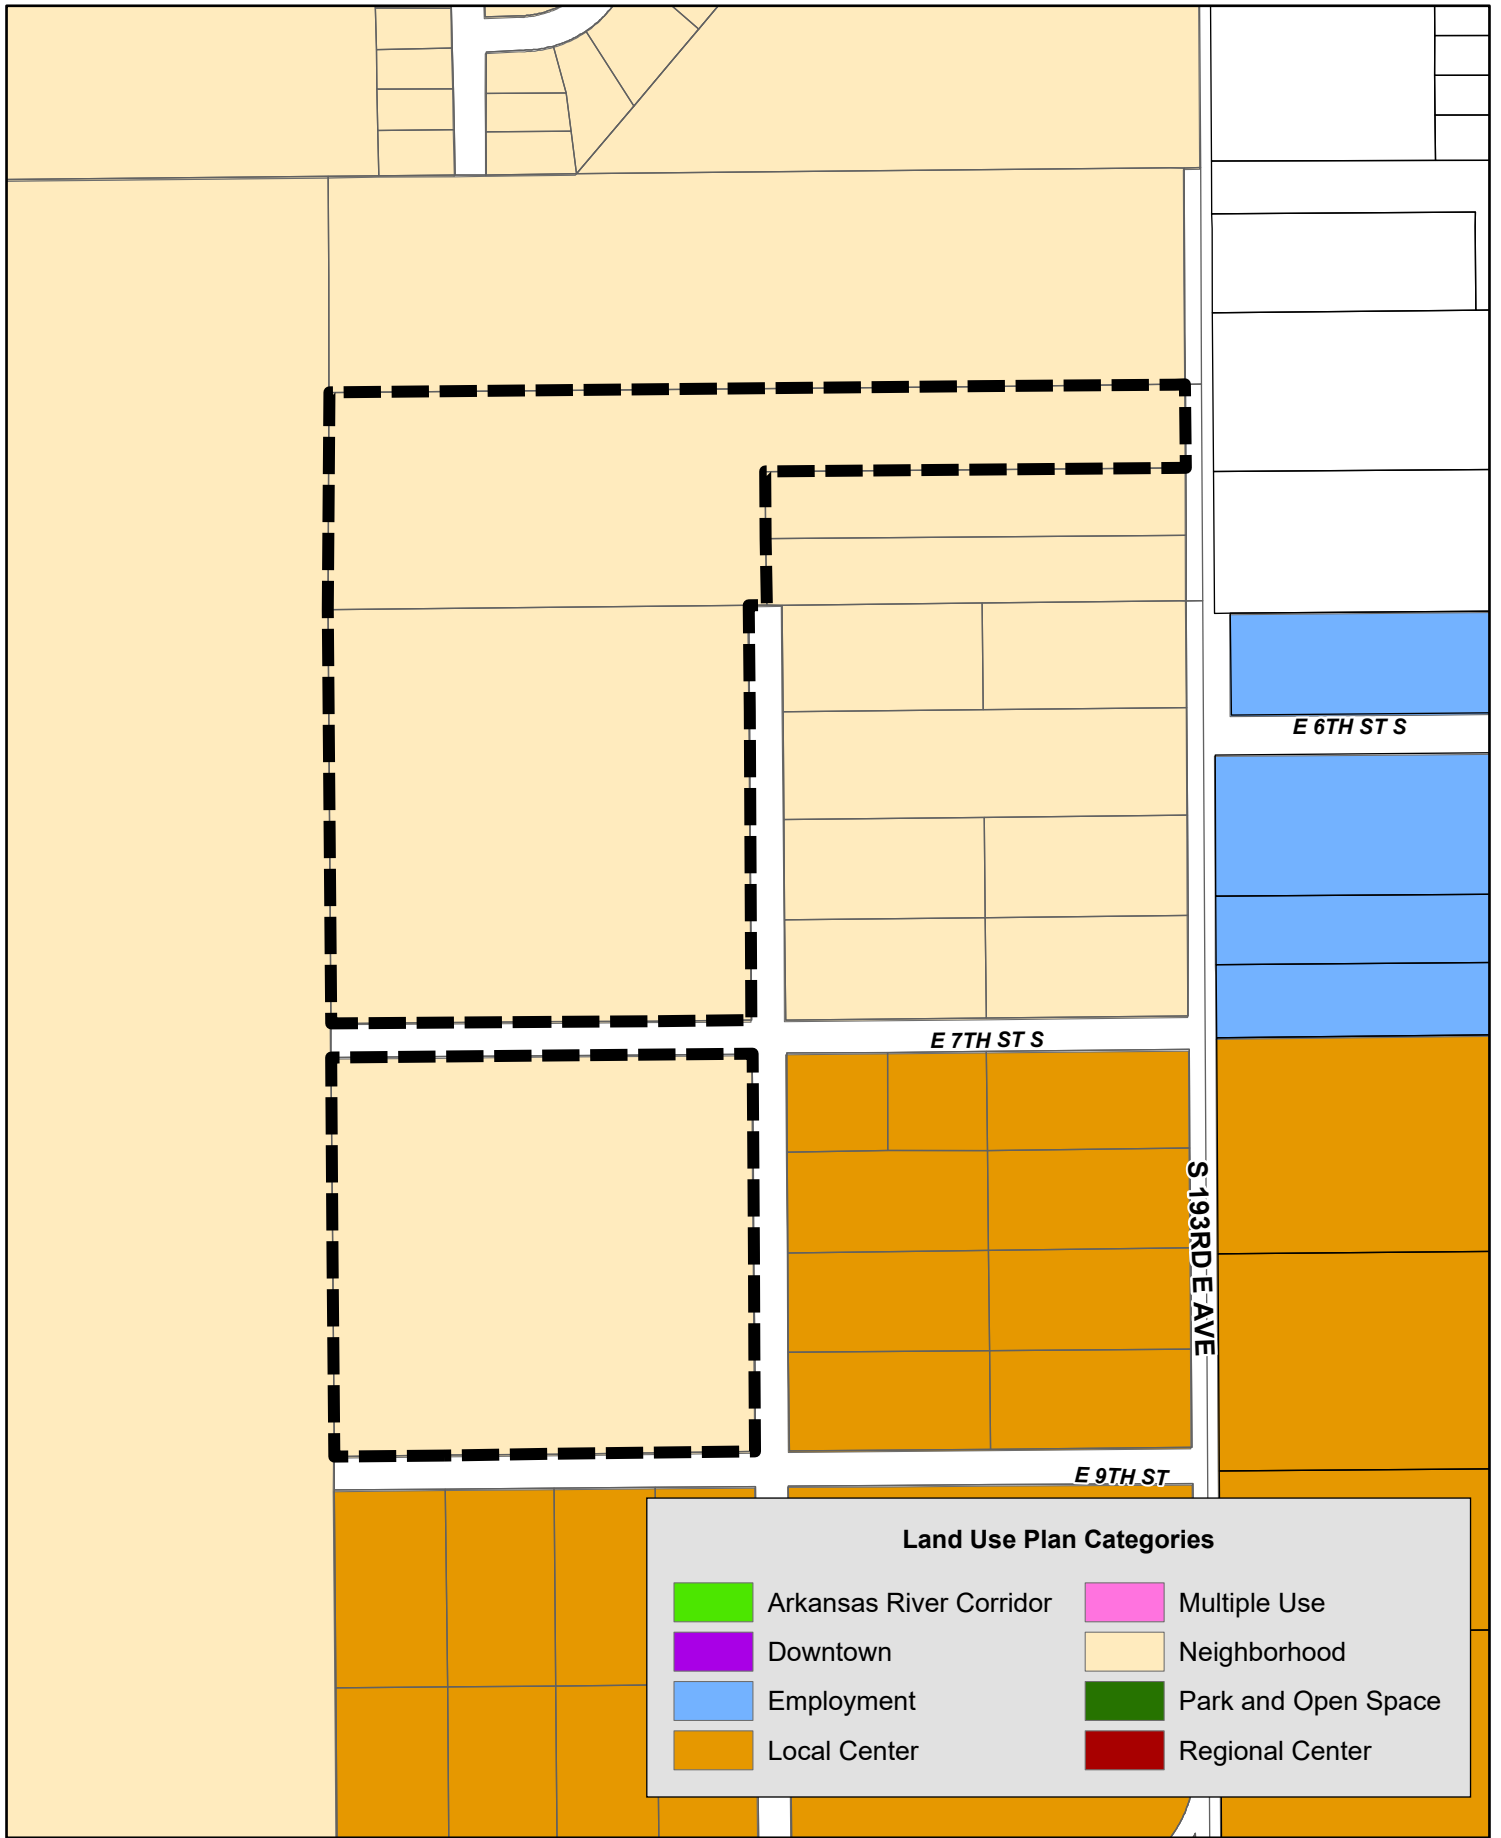 E 6TH ST S
E 7TH ST S
S 193RD E AVE
E 9TH ST
Land Use Plan Categories
Arkansas River Corridor
Downtown
Employment
Local Center
Multiple Use
Neighborhood
Park and Open Space
Regional Center